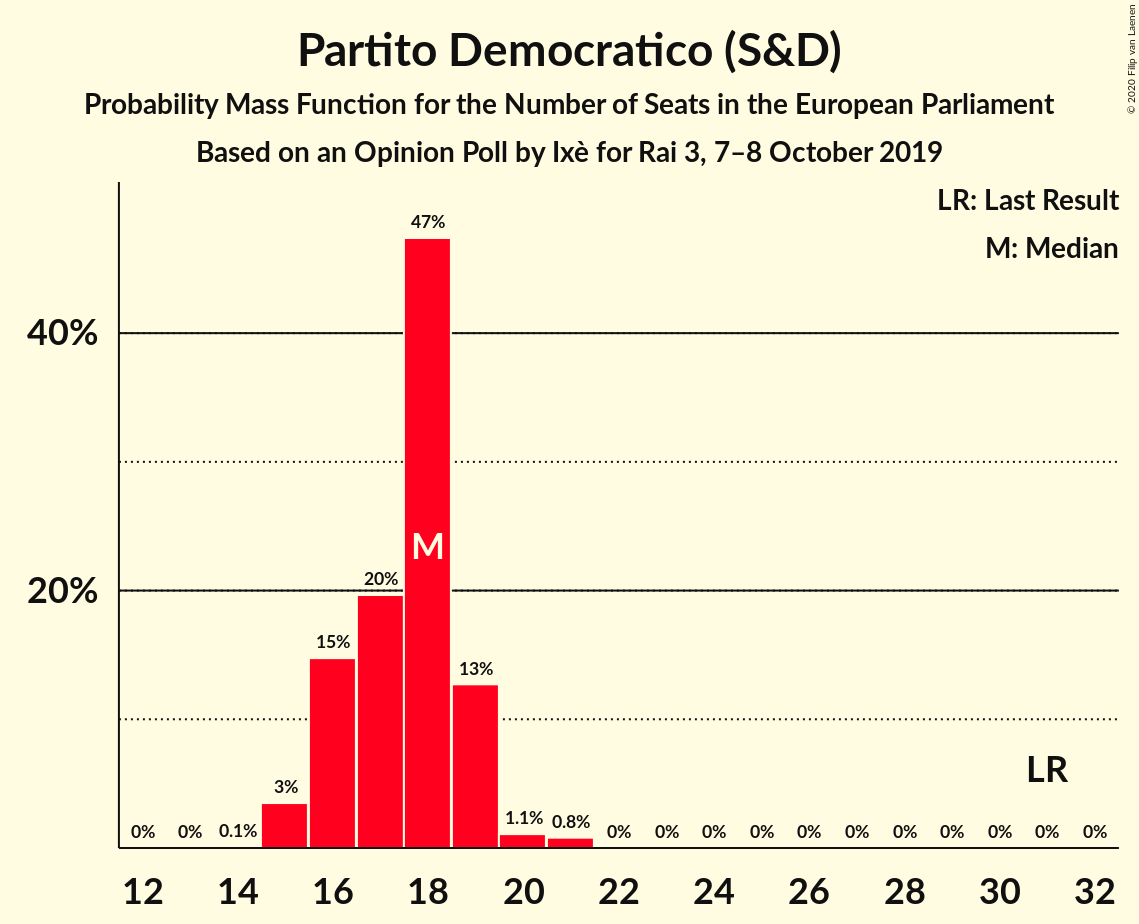 Partito Democratico (S&D)
Probability Mass Function for the Number of Seats in the European Parliament
Based on an Opinion Poll by Ixè for Rai 3, 7–8 October 2019
© 2020 Filip van Laenen
LR: Last Result
M: Median
47%
40%
M
20%
20%
15%
13%
LR
3%
0% 0% 0.1% 1.1% 0.8% 0% 0% 0% 0% 0% 0% 0% 0% 0% 0% 0%
12 14 16 18 20 22 24 26 28 30 32